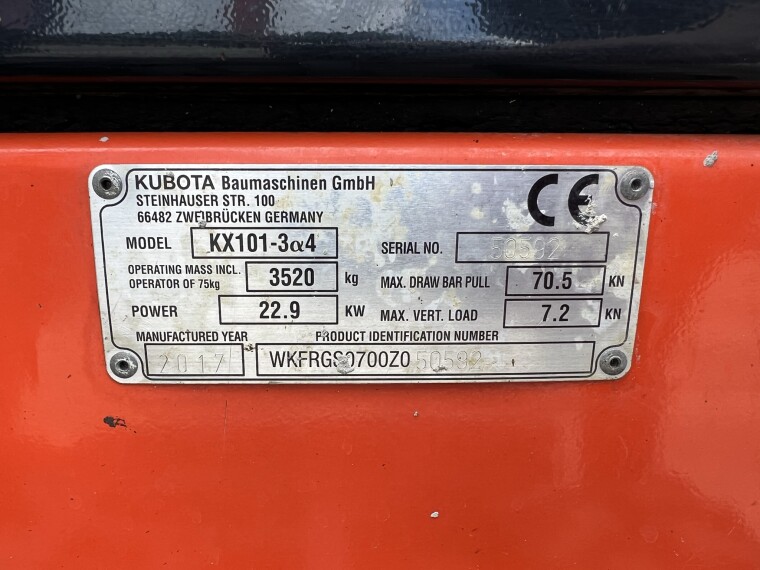 KUBOTA Baumaschinen GmbH
STEINHAUSER STR. 100
66482 ZWEIBRÜCKEN GERMANY
CE
MODEL KX101-3α4
SERIAL NO. 50592
OPERATING MASS INCL.
OPERATOR OF 75kg
3520 kg
MAX. DRAW BAR PULL 70.5 KN
POWER 22.9 KW
MAX. VERT. LOAD 7.2 KN
MANUFACTURED YEAR
2017
PRODUCT IDENTIFICATION NUMBER
WKFRGS0700Z050592